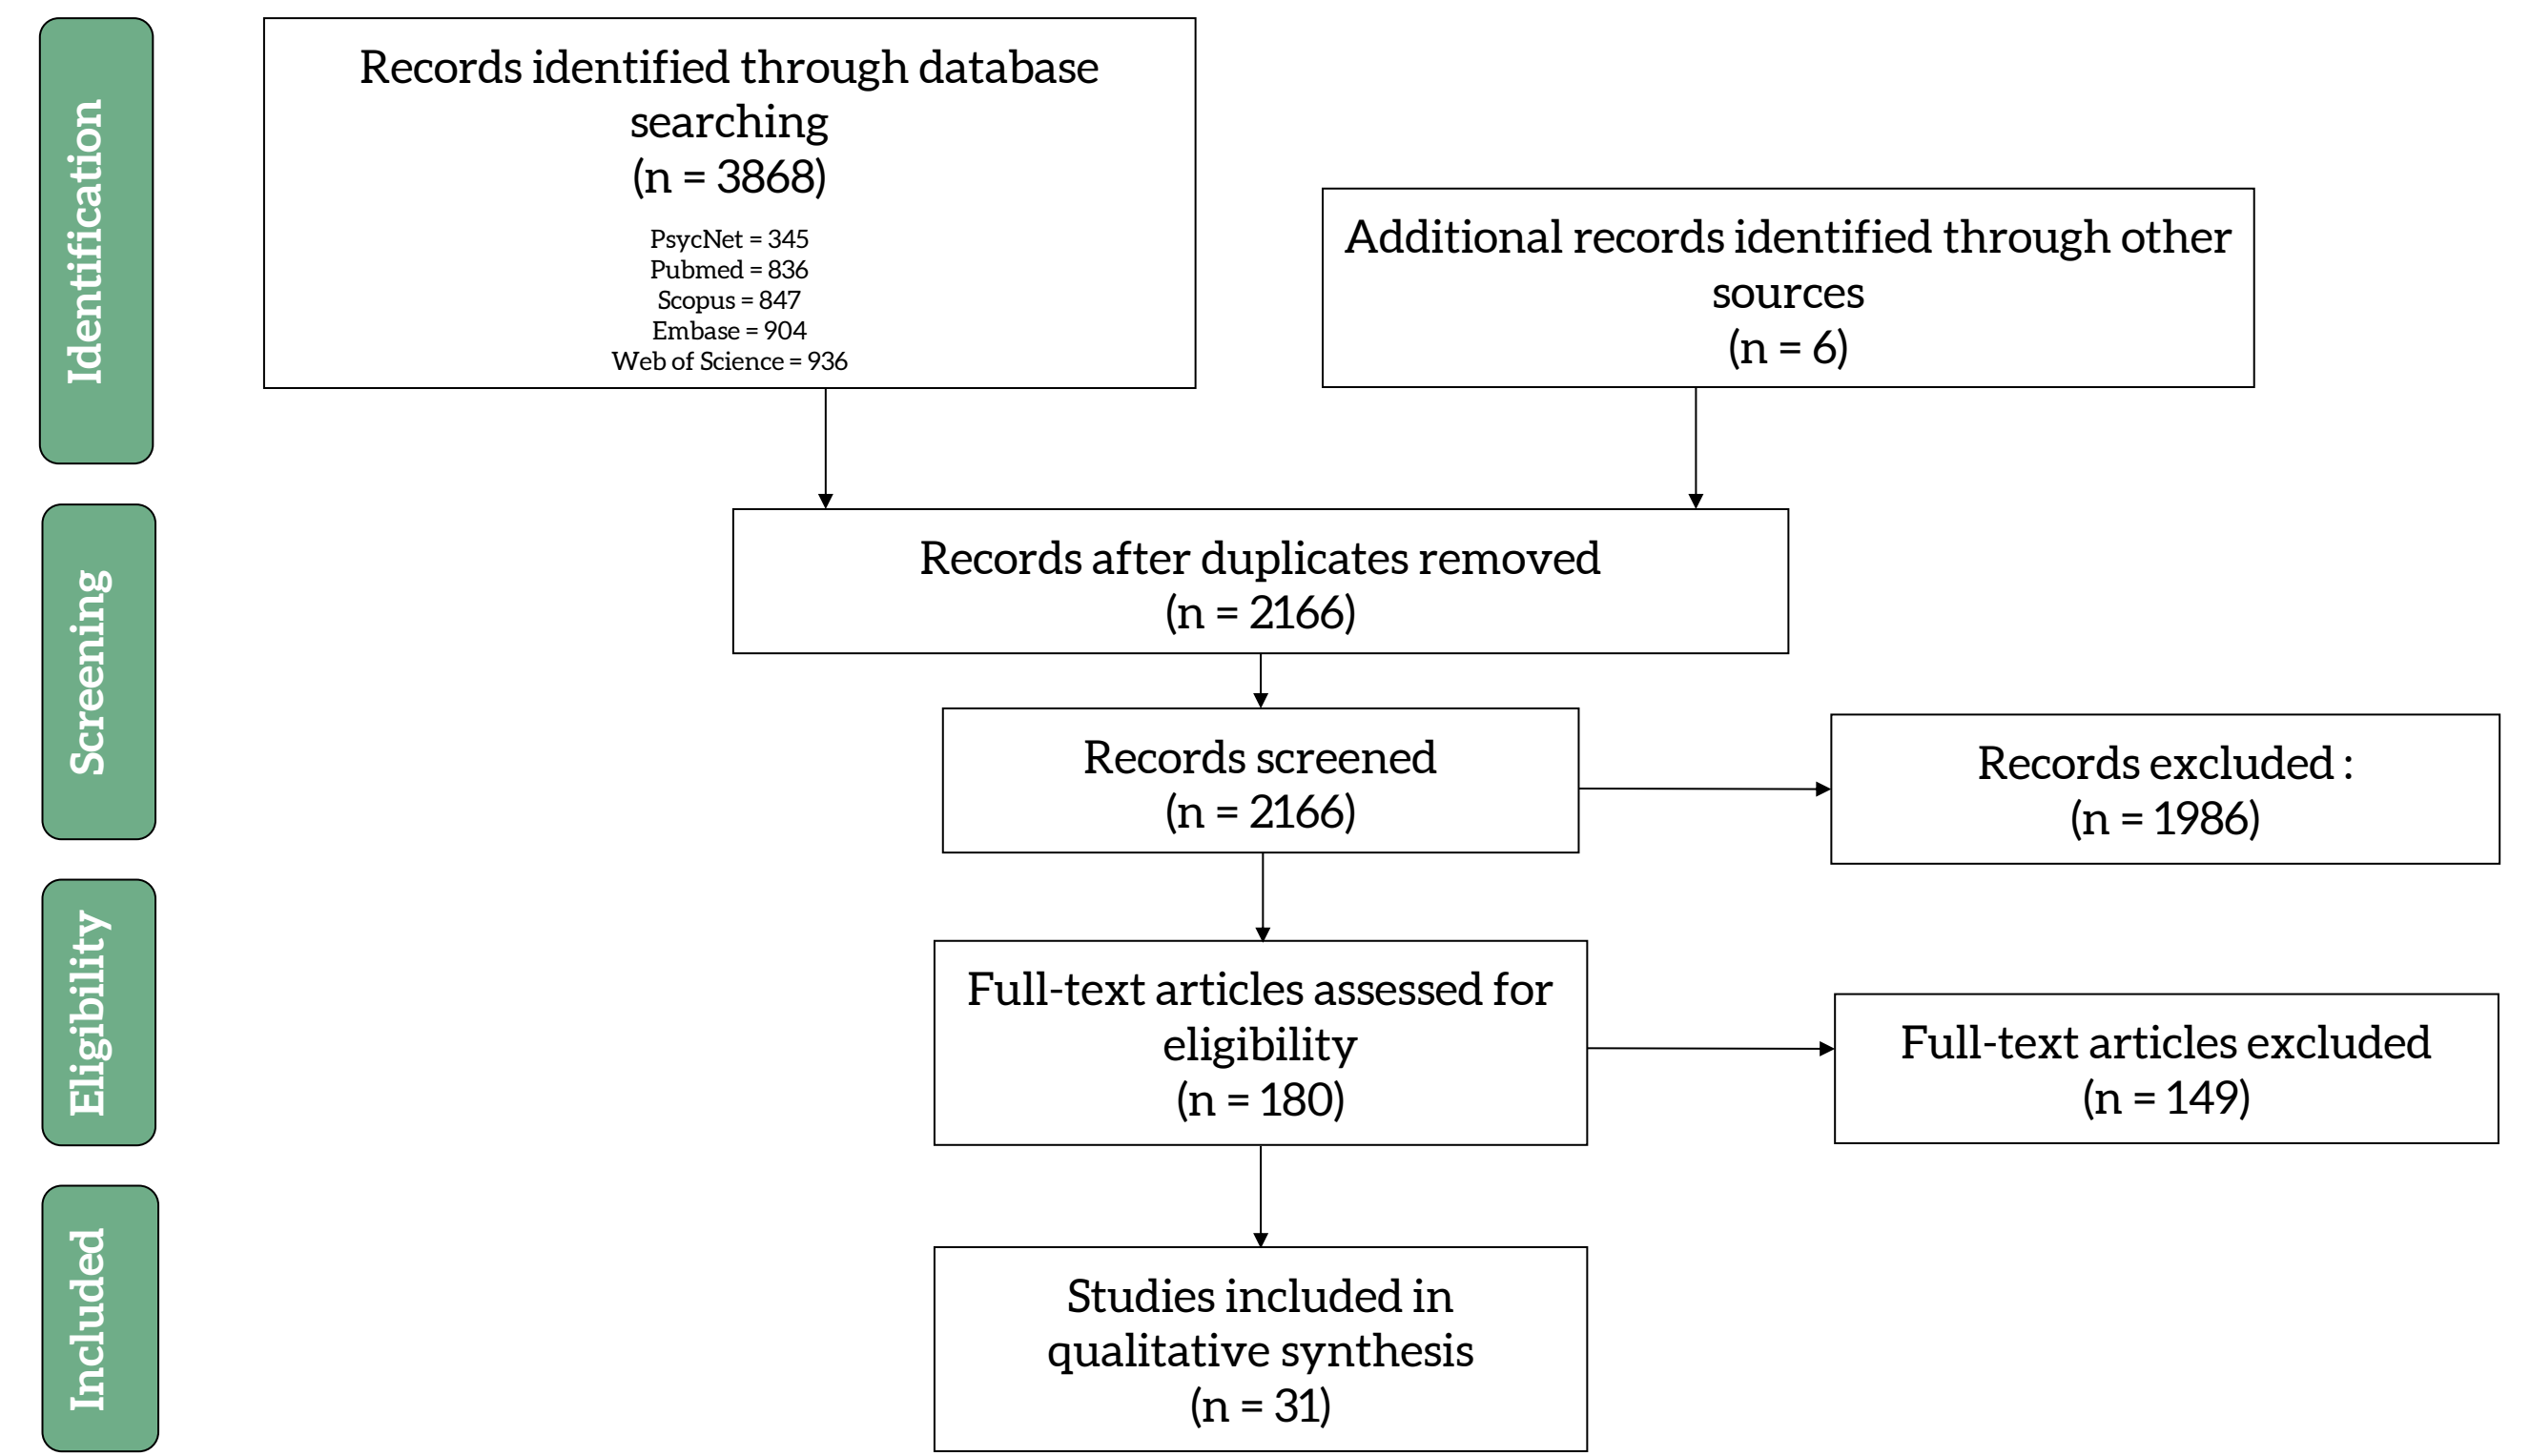 Identification
Records identified through database
searching
(n = 3868)
PsycNet = 345
Pubmed = 836
Scopus = 847
Embase = 904
Web of Science = 936
Additional records identified through other
sources
(n = 6)
Screening
Records after duplicates removed
(n = 2166)
Records screened
(n = 2166)
Records excluded :
(n = 1986)
Eligibility
Full-text articles assessed for
eligibility
(n = 180)
Full-text articles excluded
(n = 149)
Included
Studies included in
qualitative synthesis
(n = 31)